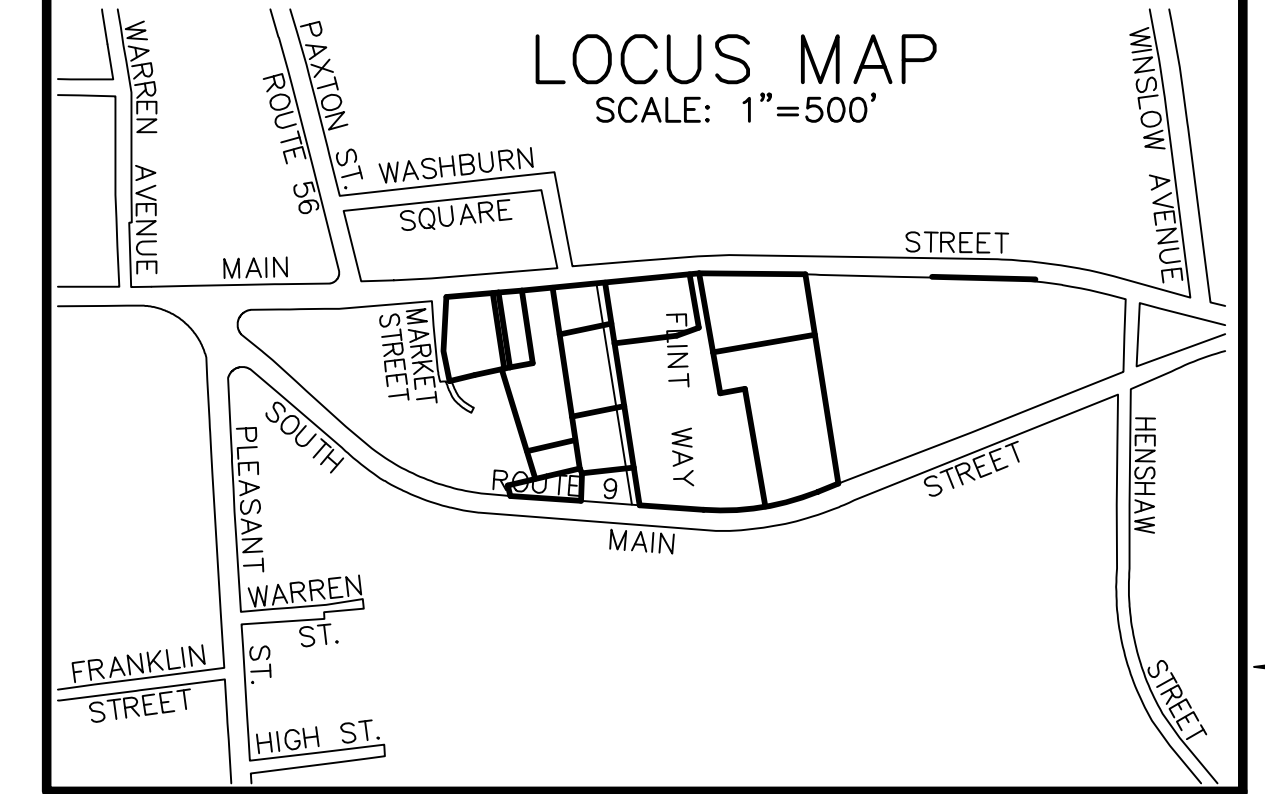 LOCUS MAP
SCALE: 1"=500'
WARREN AVENUE
PAXTON ST.
ROUTE 56
WASHBURN
SQUARE
WINSLOW AVENUE
MAIN
STREET
MARKET
STREET
FLINT WAY
SOUTH
ROUTE 9
MAIN
STREET
PLEASANT
ST.
HENSHAW
STREET
WARREN
ST.
FRANKLIN
STREET
HIGH ST.